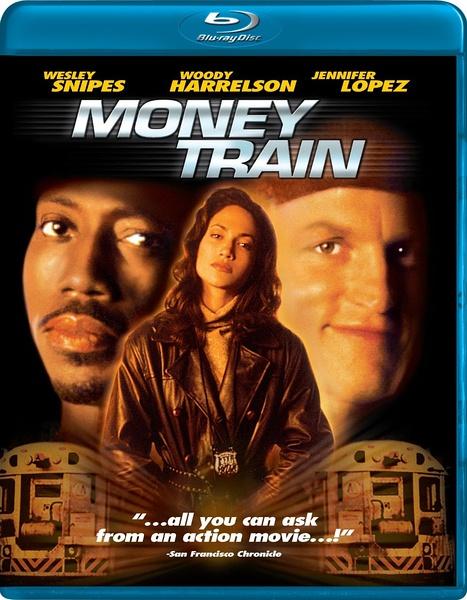 Blu-ray Disc
WESLEY SNIPES
WOODY HARRELSON
JENNIFER LOPEZ
MONEY
TRAIN
"...all you can ask
from an action movie...!"
-San Francisco Chronicle